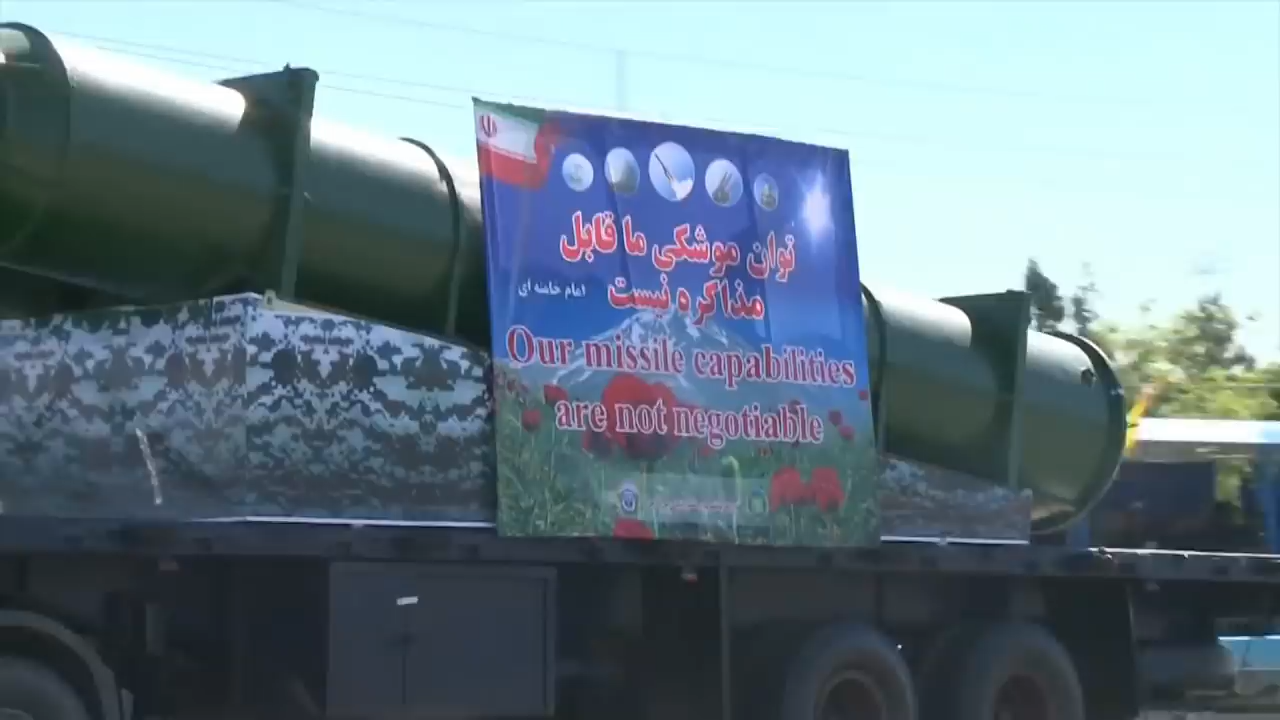 توان موشکی ما قابل
مذاکره نیست
امام خامنه ای
Our missile capabilities
are not negotiable